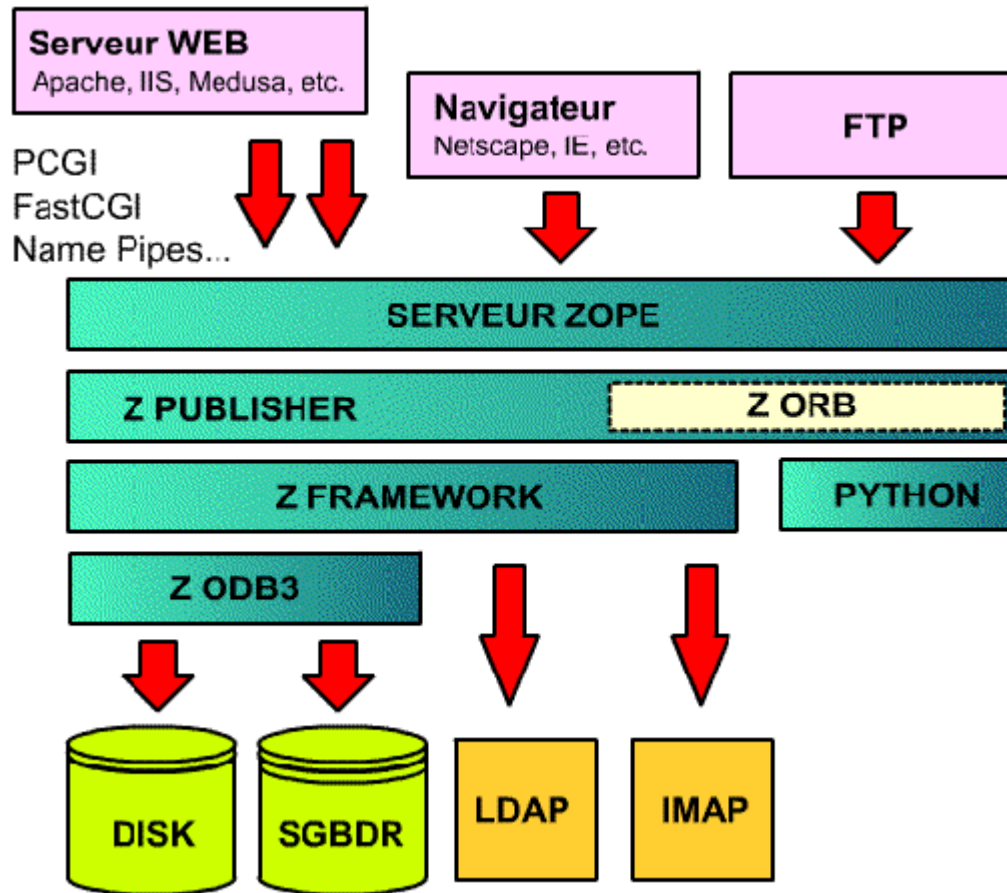 Serveur WEB
Apache, IIS, Medusa, etc.
Navigateur
Netscape, IE, etc.
FTP
PCGI
FastCGI
Name Pipes...
SERVEUR ZOPE
Z PUBLISHER
Z ORB
Z FRAMEWORK
PYTHON
Z ODB3
DISK
SGBDR
LDAP
IMAP